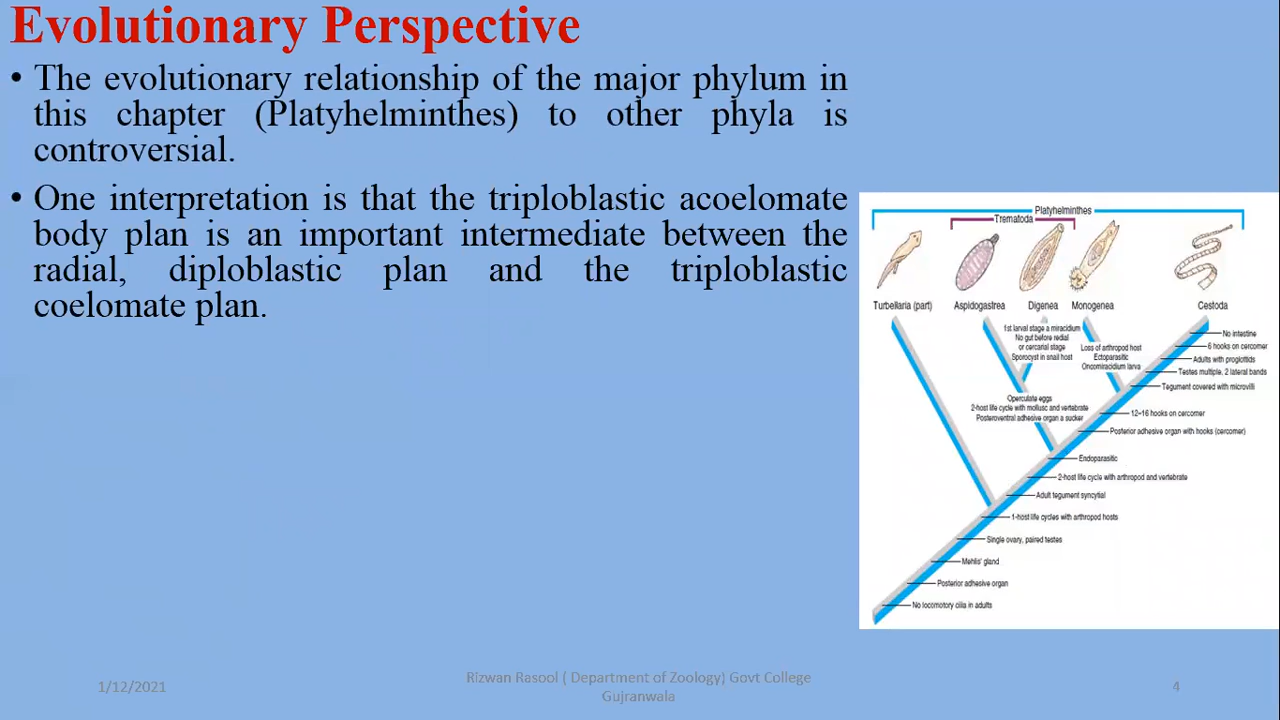 Evolutionary Perspective
• The evolutionary relationship of the major phylum in
this chapter (Platyhelminthes) to other phyla is
controversial.
• One interpretation is that the triploblastic acoelomate
body plan is an important intermediate between the
radial, diploblastic plan and the triploblastic
coelomate plan.
Platyhelminthes
Trematoda
Turbellaria (part)
Aspidogastrea
Digenea
Monogenea
Cestoda
1st larval stage a miracidium
No gut before redial
or cercarial stage
Sporocyst in snail host
Loss of arthropod host
Ectoparasitic
Oncomiracidium larva
No intestine
6 hooks on cercomer
Adults with proglottids
Testes multiple, 2 lateral bands
Tegument covered with microvilli
Operculate eggs
2-host life cycle with mollusc and vertebrate
Posteroventral adhesive organ a sucker
12–16 hooks on cercomer
Posterior adhesive organ with hooks (cercomer)
Endoparasitic
2-host life cycle with arthropod and vertebrate
Adult tegument syncytial
1-host life cycles with arthropod hosts
Single ovary, paired testes
Mehlis' gland
Posterior adhesive organ
No locomotory cilia in adults
1/12/2021
Rizwan Rasool ( Department of Zoology) Govt College
Gujranwala
4